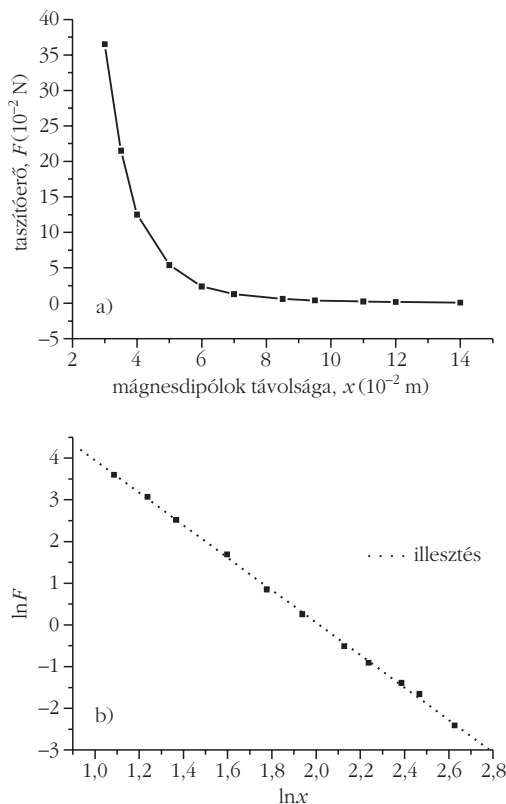 40
35
30
25
20
15
10
5
0
–5
taszítóerő, F (10⁻² N)
a)
2 4 6 8 10 12 14
mágnesdipólok távolsága, x (10⁻² m)
4
3
2
1
0
–1
–2
–3
lnF
illesztés
b)
1,0 1,2 1,4 1,6 1,8 2,0 2,2 2,4 2,6 2,8
lnx